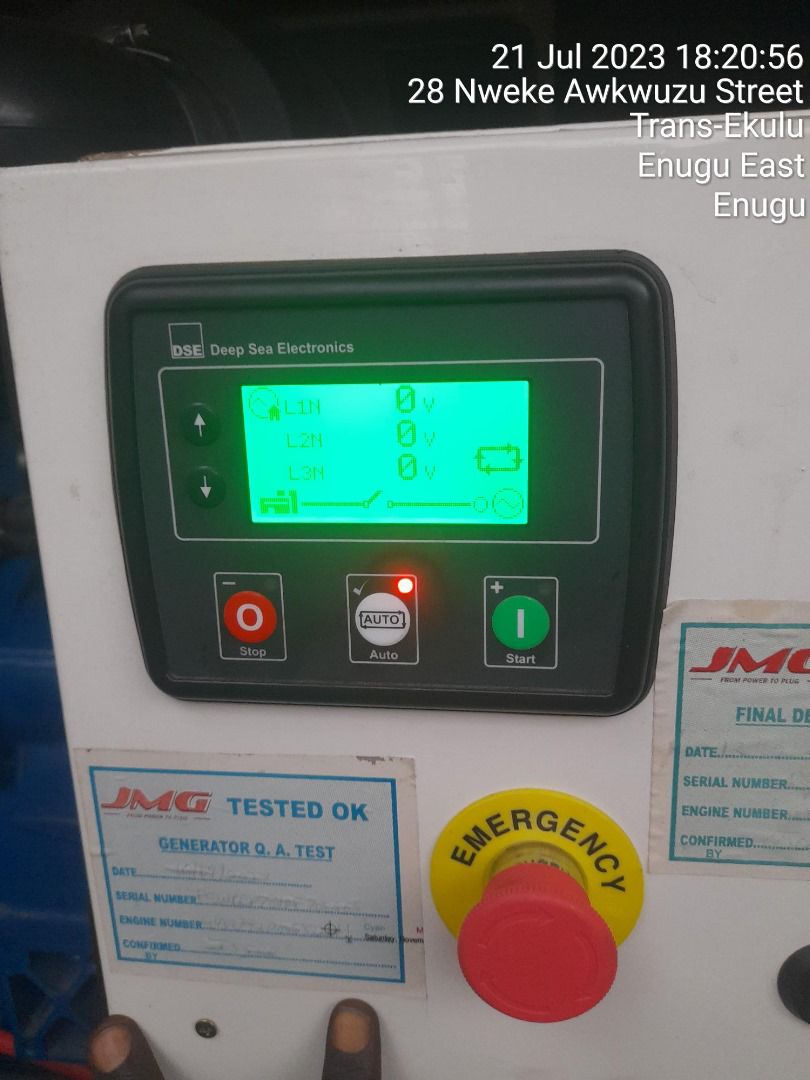 21 Jul 2023 18:20:56
28 Nweke Awkwuzu Street
Trans-Ekulu
Enugu East
Enugu
DSE Deep Sea Electronics
L1N 0 V
L2N 0 V
L3N 0 V
Stop
AUTO
Auto
Start
JMG
FROM POWER TO PLUG
FINAL
DATE
SERIAL NUMBER
ENGINE NUMBER
CONFIRMED
BY
JMG TESTED OK
FROM POWER TO PLUG
GENERATOR Q. A. TEST
DATE
SERIAL NUMBER
ENGINE NUMBER
Cyan
Saturday,
CONFIRMED
BY
EMERGENCY